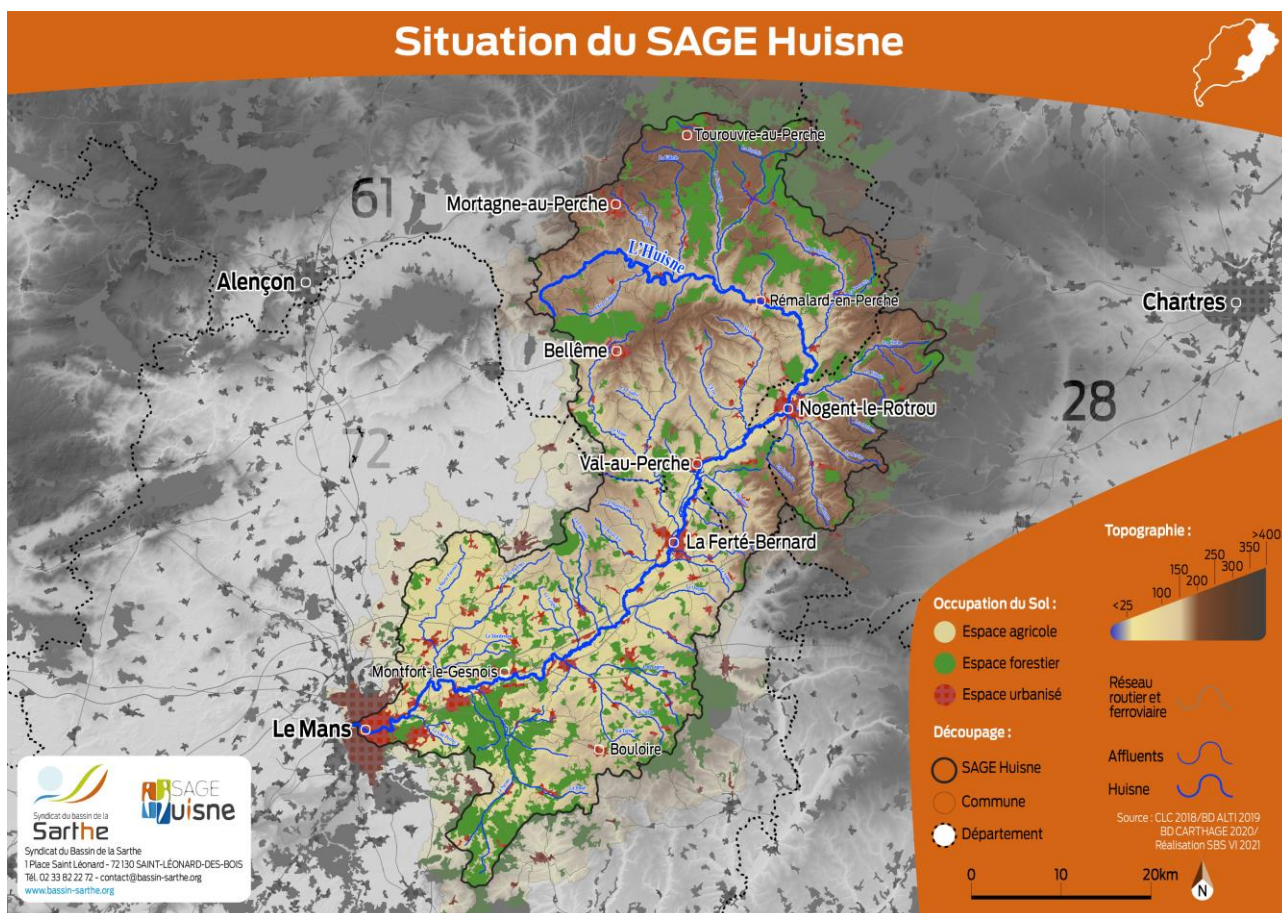 Situation du SAGE Huisne
Tourouvre-au-Perche
61
Mortagne-au-Perche
L'Huisne
Alençon
Rémalard-en-Perche
Chartres
Bellême
Nogent-le-Rotrou
28
72
Val-au-Perche
La Ferté-Bernard
Montfort-le-Gesnois
Le Mans
Bouloire
Topographie :
<25
100
150
200
250
300
350
>400
Occupation du Sol :
Espace agricole
Espace forestier
Espace urbanisé
Découpage :
SAGE Huisne
Commune
Département
Réseau
routier et
ferroviaire
Affluents
Huisne
Source : CLC 2018/BD ALTI 2019
BD CARTHAGE 2020/
Réalisation SBS VI 2021
0 10 20km
N
Syndicat du bassin de la
Sarthe
SAGE
Huisne
Syndicat du Bassin de la Sarthe
1 Place Saint Léonard - 72130 SAINT-LÉONARD-DES-BOIS
Tél. 02 33 82 22 72 - contact@bassin-sarthe.org
www.bassin-sarthe.org